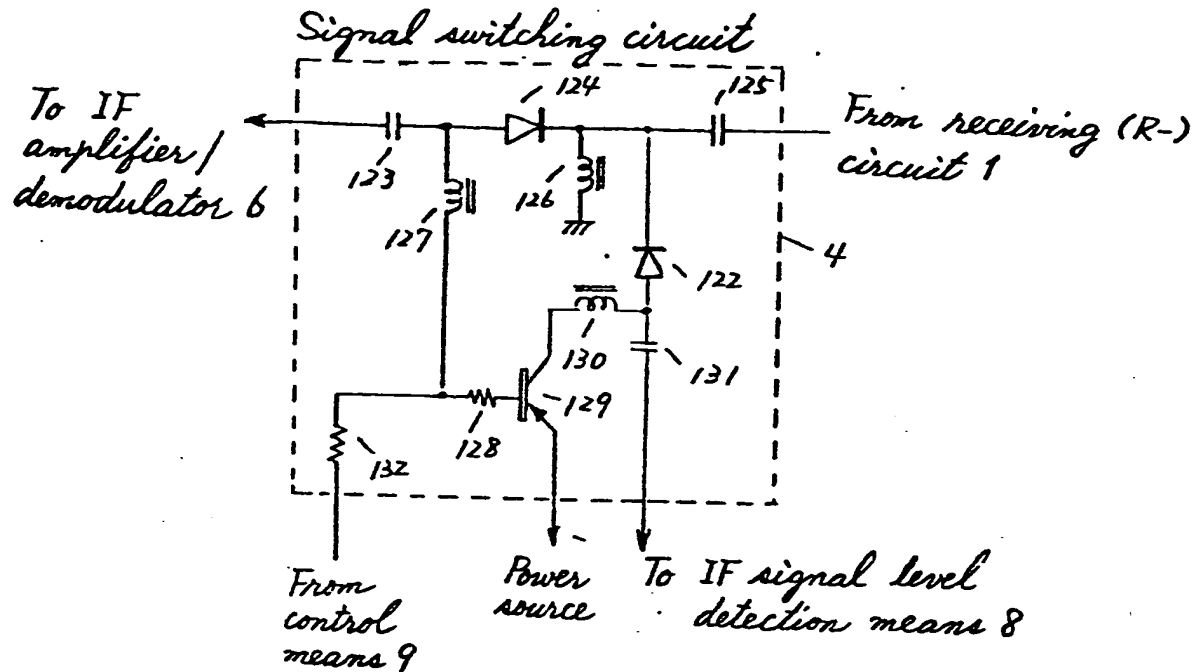 Signal switching circuit
To IF
amplifier/
demodulator 6
124
125
From receiving (R-)
circuit 1
123
126
127
4
122
130
131
129
128
132
From
control
means 9
Power
source
To IF signal level
detection means 8